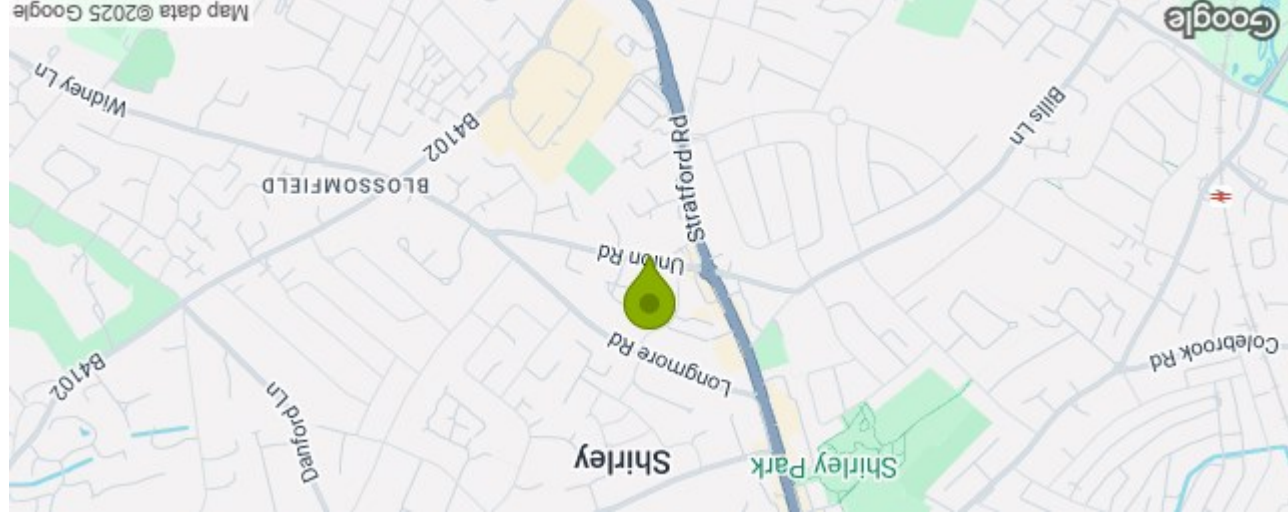 Shirley Park
Shirley
Danford Ln
B4102
Colebrook Rd
Longmore Rd
Union Rd
Stratford Rd
BLOSSOMFIELD
B4102
Bills Ln
Widney Ln
Google
Map data ©2025 Google